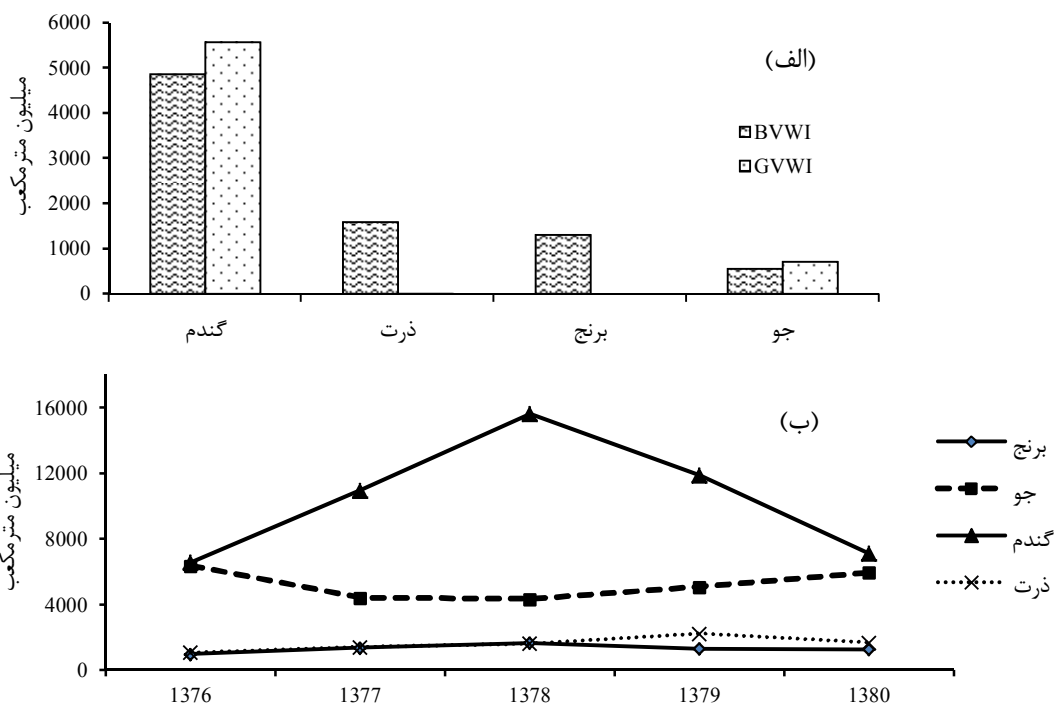 6000
5000
4000
3000
2000
1000
0
میلیون مترمکعب
(الف)
BVWI
GVWI
گندم ذرت برنج جو
16000
12000
8000
4000
0
میلیون مترمکعب
(ب)
برنج
جو
گندم
ذرت
1376 1377 1378 1379 1380